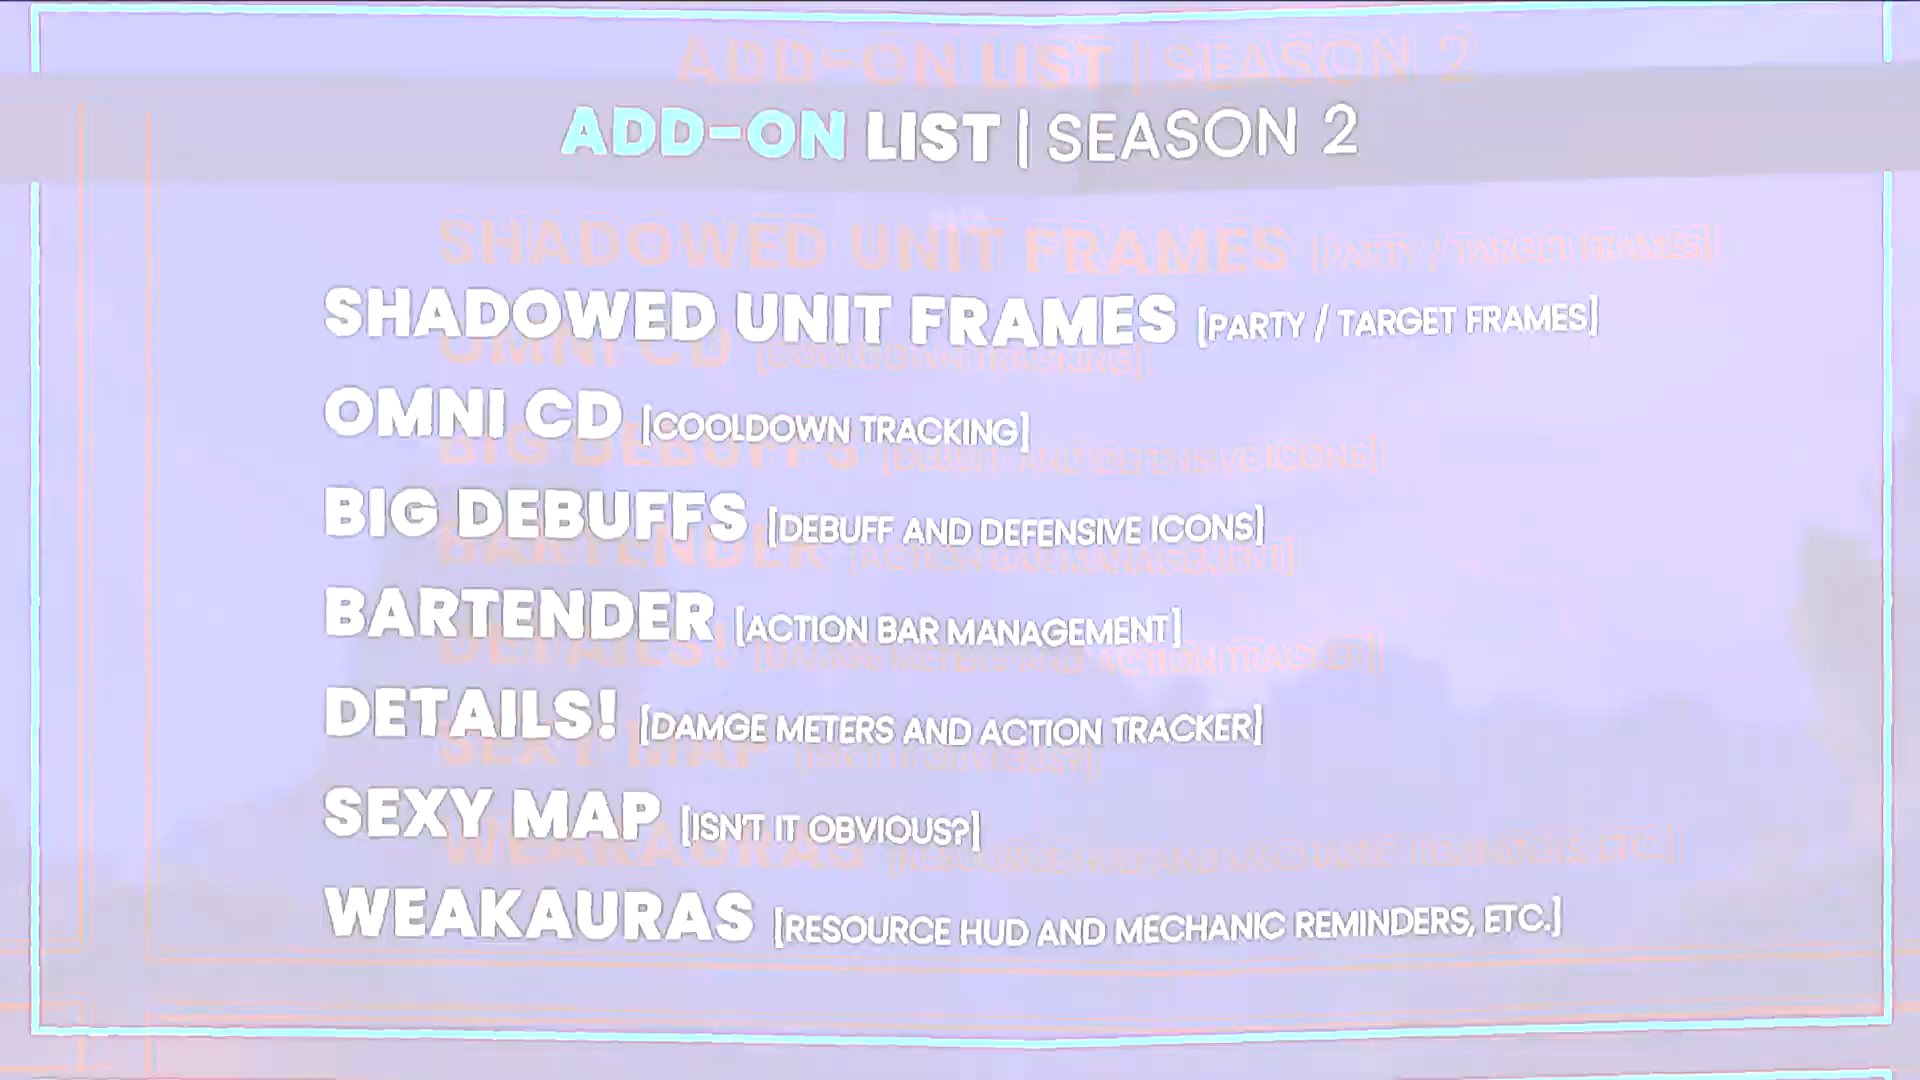 ADD-ON LIST | SEASON 2
SHADOWED UNIT FRAMES [PARTY / TARGET FRAMES]
OMNI CD [COOLDOWN TRACKING]
BIG DEBUFFS [DEBUFF AND DEFENSIVE ICONS]
BARTENDER [ACTION BAR MANAGEMENT]
DETAILS! [DAMGE METERS AND ACTION TRACKER]
SEXY MAP [ISN'T IT OBVIOUS?]
WEAKAURAS [RESOURCE HUD AND MECHANIC REMINDERS, ETC.]